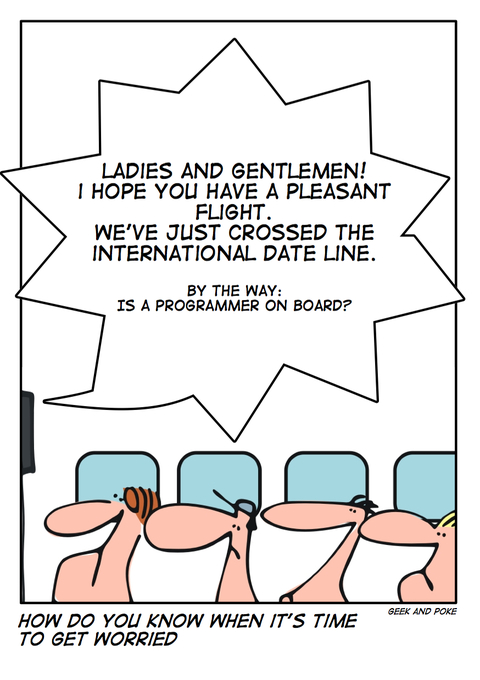 LADIES AND GENTLEMEN!
I HOPE YOU HAVE A PLEASANT
FLIGHT.
WE'VE JUST CROSSED THE
INTERNATIONAL DATE LINE.
BY THE WAY:
IS A PROGRAMMER ON BOARD?
GEEK AND POKE
HOW DO YOU KNOW WHEN IT'S TIME
TO GET WORRIED